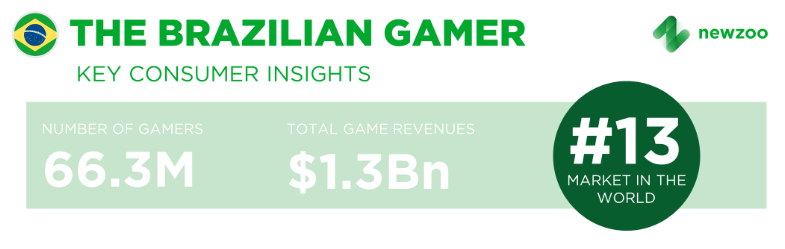 THE BRAZILIAN GAMER
newzoo
KEY CONSUMER INSIGHTS
NUMBER OF GAMERS
66.3M
TOTAL GAME REVENUES
$1.3Bn
#13
MARKET IN THE
WORLD